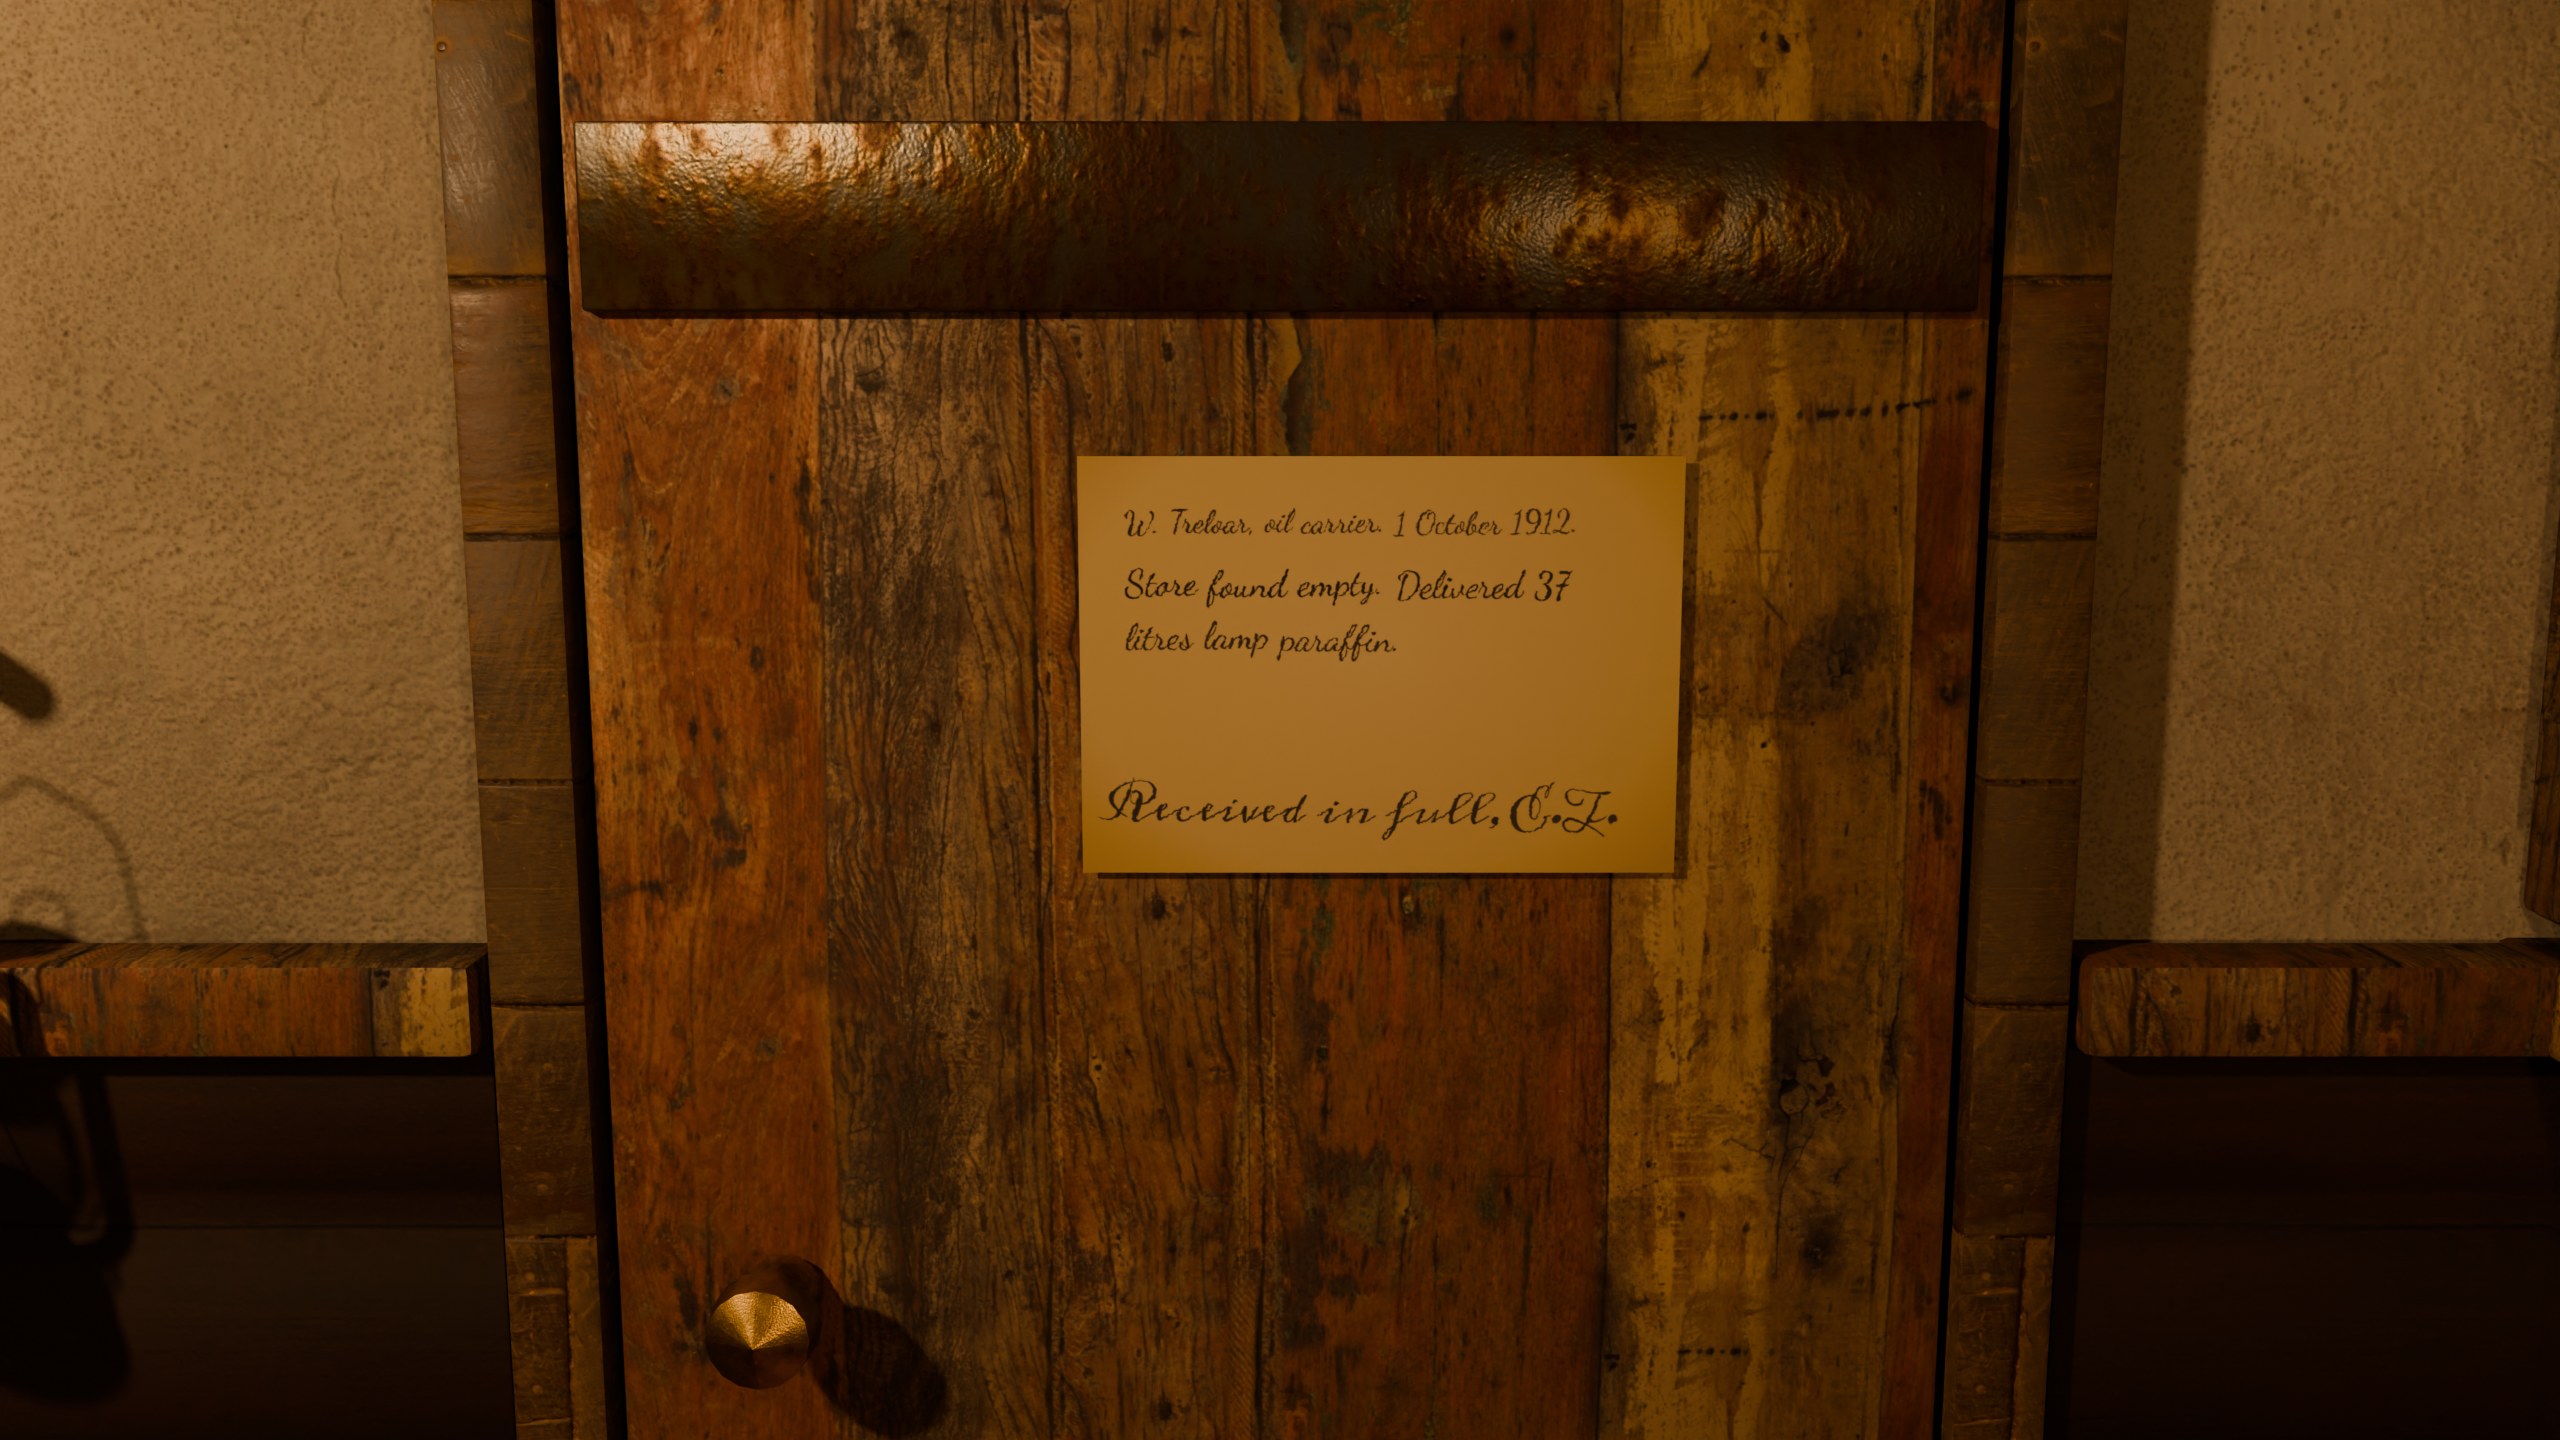 W. Treloar, oil carrier. 1 October 1912.
Store found empty. Delivered 37
litres lamp paraffin.
Received in full, E.T.